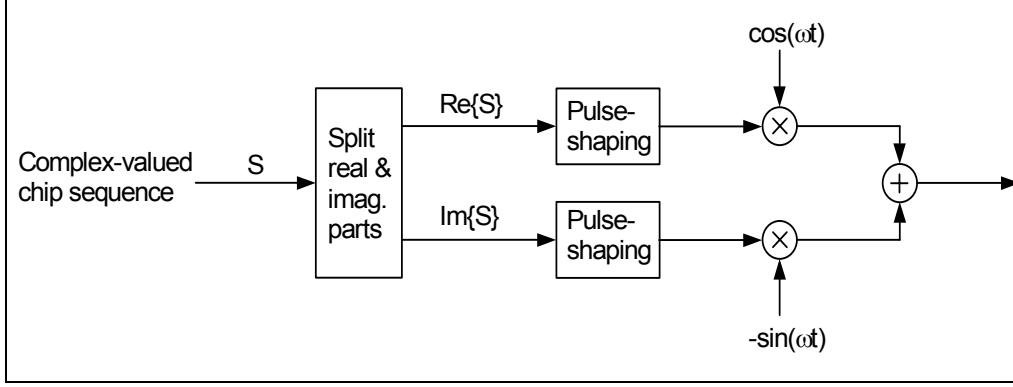 cos(ωt)
Complex-valued
chip sequence
S
Split
real &
imag.
parts
Re{S}
Pulse-
shaping
Im{S}
Pulse-
shaping
-sin(ωt)